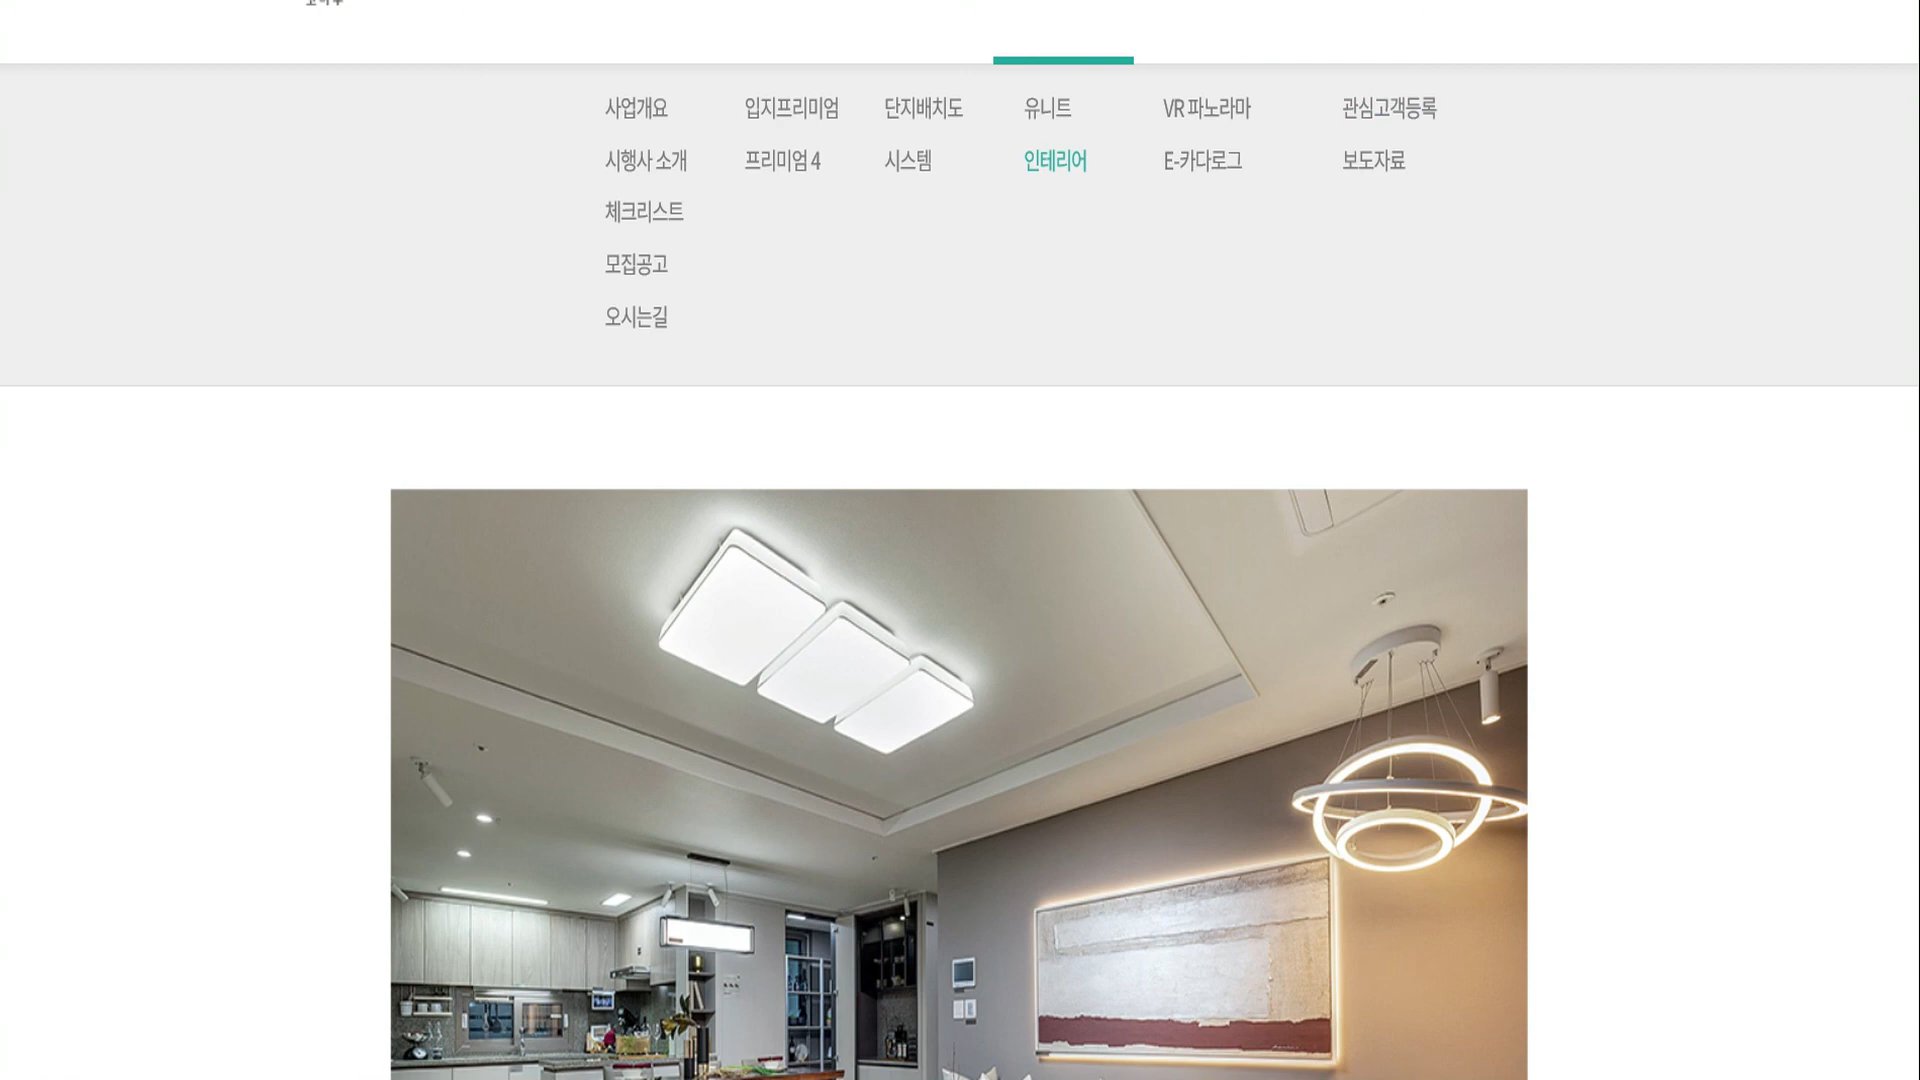 사업개요 입지프리미엄 단지배치도 유니트 VR 파노라마 관심고객등록
시행사 소개 프리미엄 4 시스템 인테리어 E-카다로그 보도자료
체크리스트
모집공고
오시는길